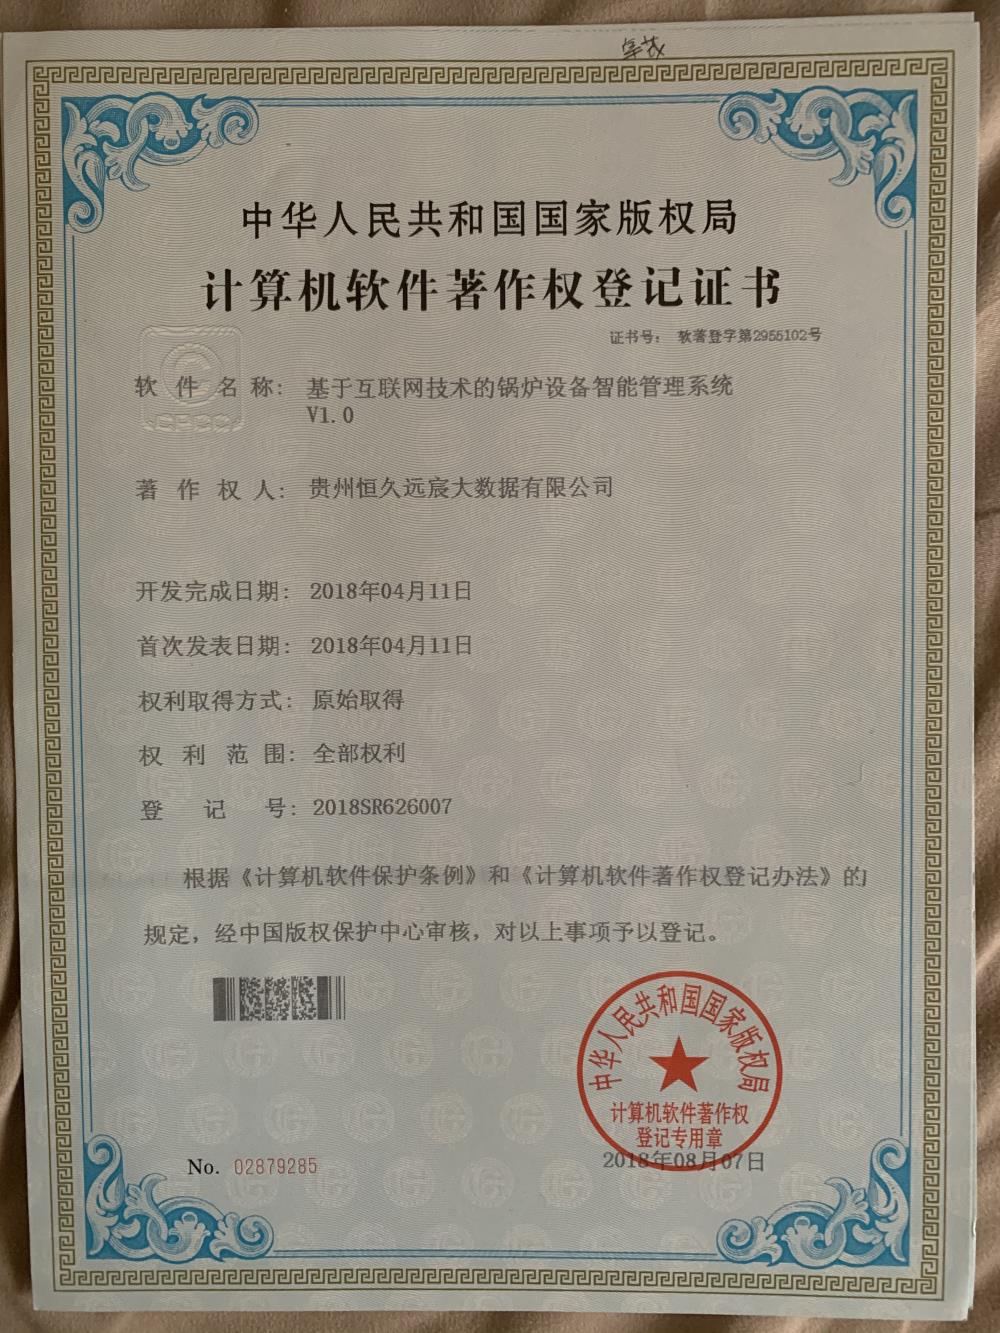 中华人民共和国国家版权局
计算机软件著作权登记证书
证书号： 软著登字第2955102号
软件名称： 基于互联网技术的锅炉设备智能管理系统
V1.0
著作权人： 贵州恒久远宸大数据有限公司
开发完成日期： 2018年04月11日
首次发表日期： 2018年04月11日
权利取得方式： 原始取得
权利范围： 全部权利
登记号： 2018SR626007
根据《计算机软件保护条例》和《计算机软件著作权登记办法》的
规定，经中国版权保护中心审核，对以上事项予以登记。
中华人民共和国国家版权局
计算机软件著作权
登记专用章
No. 02879285
2018年08月07日